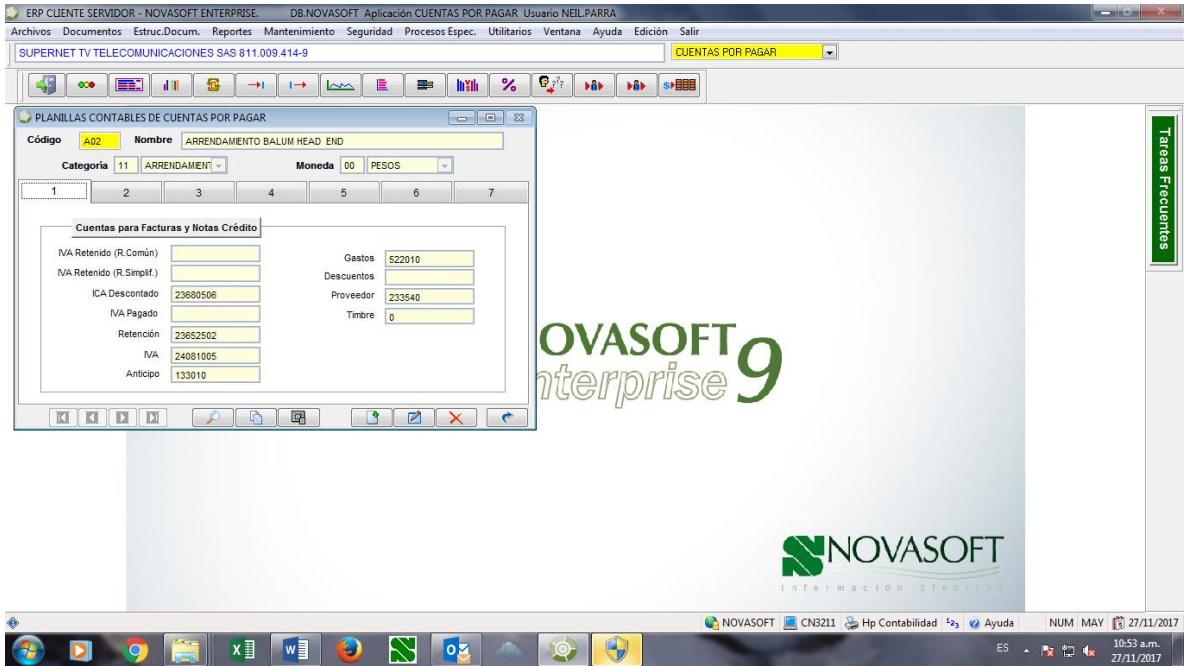 ERP CLIENTE SERVIDOR - NOVASOFT ENTERPRISE. DB.NOVASOFT Aplicación CUENTAS POR PAGAR Usuario NEIL.PARRA
Archivos Documentos Estruc.Docum. Reportes Mantenimiento Seguridad Procesos Espec. Utilitarios Ventana Ayuda Edición Salir
SUPERNET TV TELECOMUNICACIONES SAS 811.009.414-9 CUENTAS POR PAGAR
PLANILLAS CONTABLES DE CUENTAS POR PAGAR
Código A02 Nombre ARRENDAMIENTO BALUM HEAD END
Categoría 11 ARRENDAMIENT Moneda 00 PESOS
1 2 3 4 5 6 7
Cuentas para Facturas y Notas Crédito
IVA Retenido (R.Común)
Gastos 522010
IVA Retenido (R.Simplif.)
Descuentos
ICA Descontado 23680506
Proveedor 233540
IVA Pagado
Timbre 0
Retención 23652502
IVA 24081005
Anticipo 133010
Tareas Frecuentes
OVASOFT 9
nterprise
NOVASOFT
Información Efectiv
NOVASOFT CN3211 Hp Contabilidad 123 Ayuda NUM MAY 27/11/2017
ES 10:53 a.m.
27/11/2017